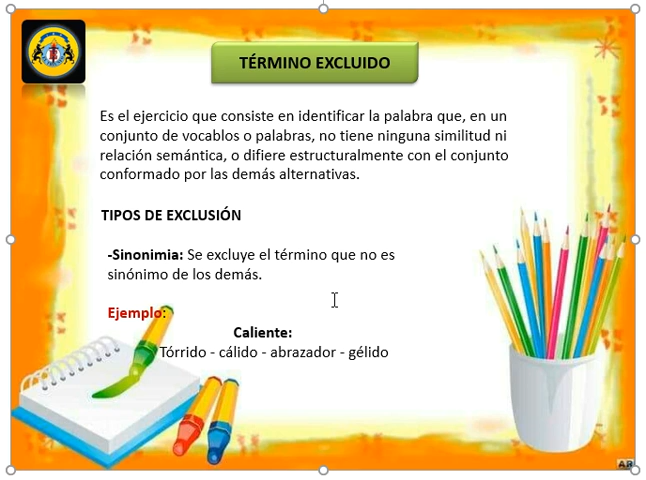 TÉRMINO EXCLUIDO
Es el ejercicio que consiste en identificar la palabra que, en un
conjunto de vocablos o palabras, no tiene ninguna similitud ni
relación semántica, o difiere estructuralmente con el conjunto
conformado por las demás alternativas.
TIPOS DE EXCLUSIÓN
-Sinonimia: Se excluye el término que no es
sinónimo de los demás.
Ejemplo:
Caliente:
Tórrido - cálido - abrazador - gélido
AR